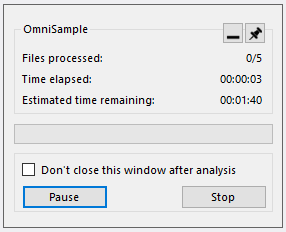 OmniSample
Files processed: 0/5
Time elapsed: 00:00:03
Estimated time remaining: 00:01:40
Don't close this window after analysis
Pause Stop